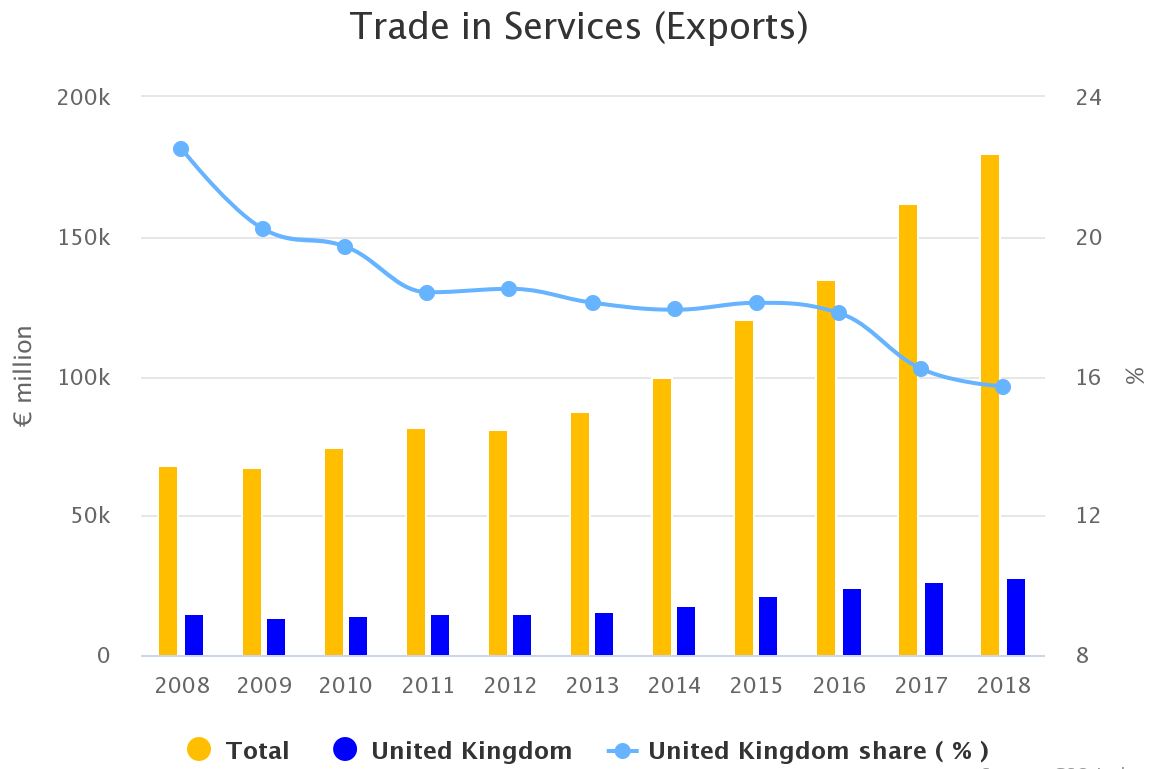 Trade in Services (Exports)
200k 24
150k 20
100k 16
50k 12
0 8
€ million
%
2008 2009 2010 2011 2012 2013 2014 2015 2016 2017 2018
Total United Kingdom United Kingdom share ( % )